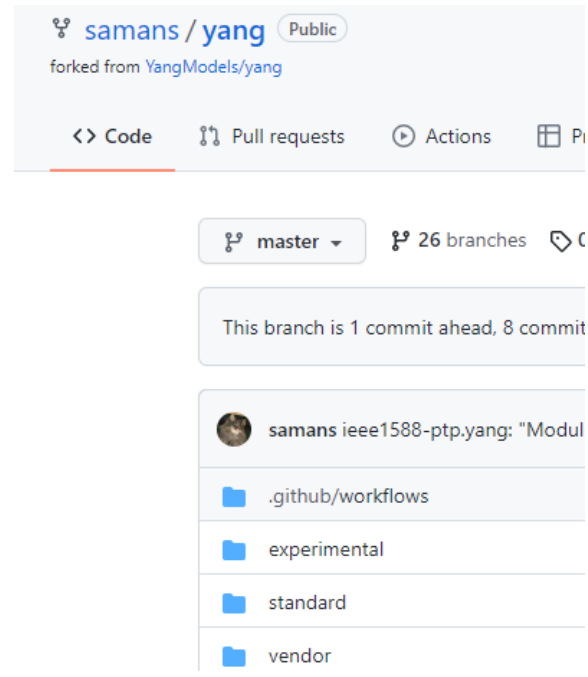 samans / yang Public
forked from YangModels/yang
<> Code Pull requests Actions
master 26 branches
This branch is 1 commit ahead, 8 commit
samans ieee1588-ptp.yang: "Modul
.github/workflows
experimental
standard
vendor